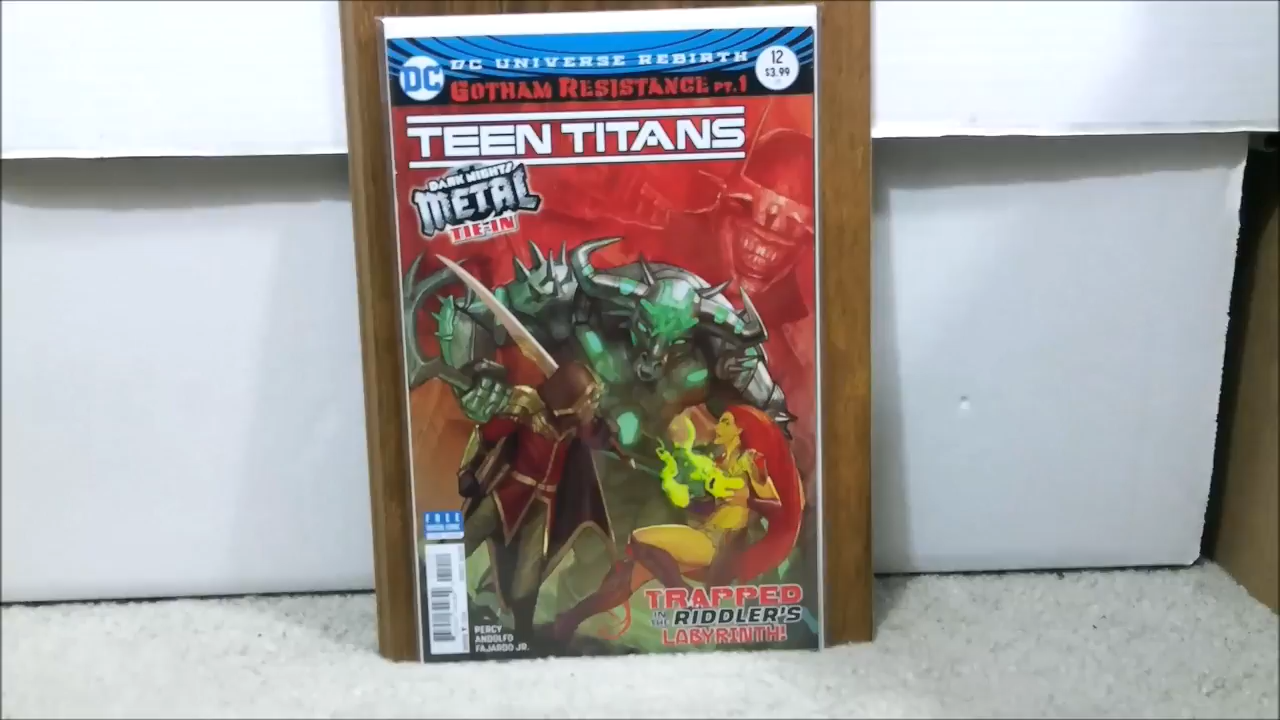 DC UNIVERSE REBIRTH
DC
12
$3.99
GOTHAM RESISTANCE PT.1
TEEN TITANS
DARK NIGHTS
METAL
TIE-IN
FREE
TRAPPED
IN THE RIDDLER'S
LABYRINTH!
PERCY
ANDOLFO
FAJARDO JR.